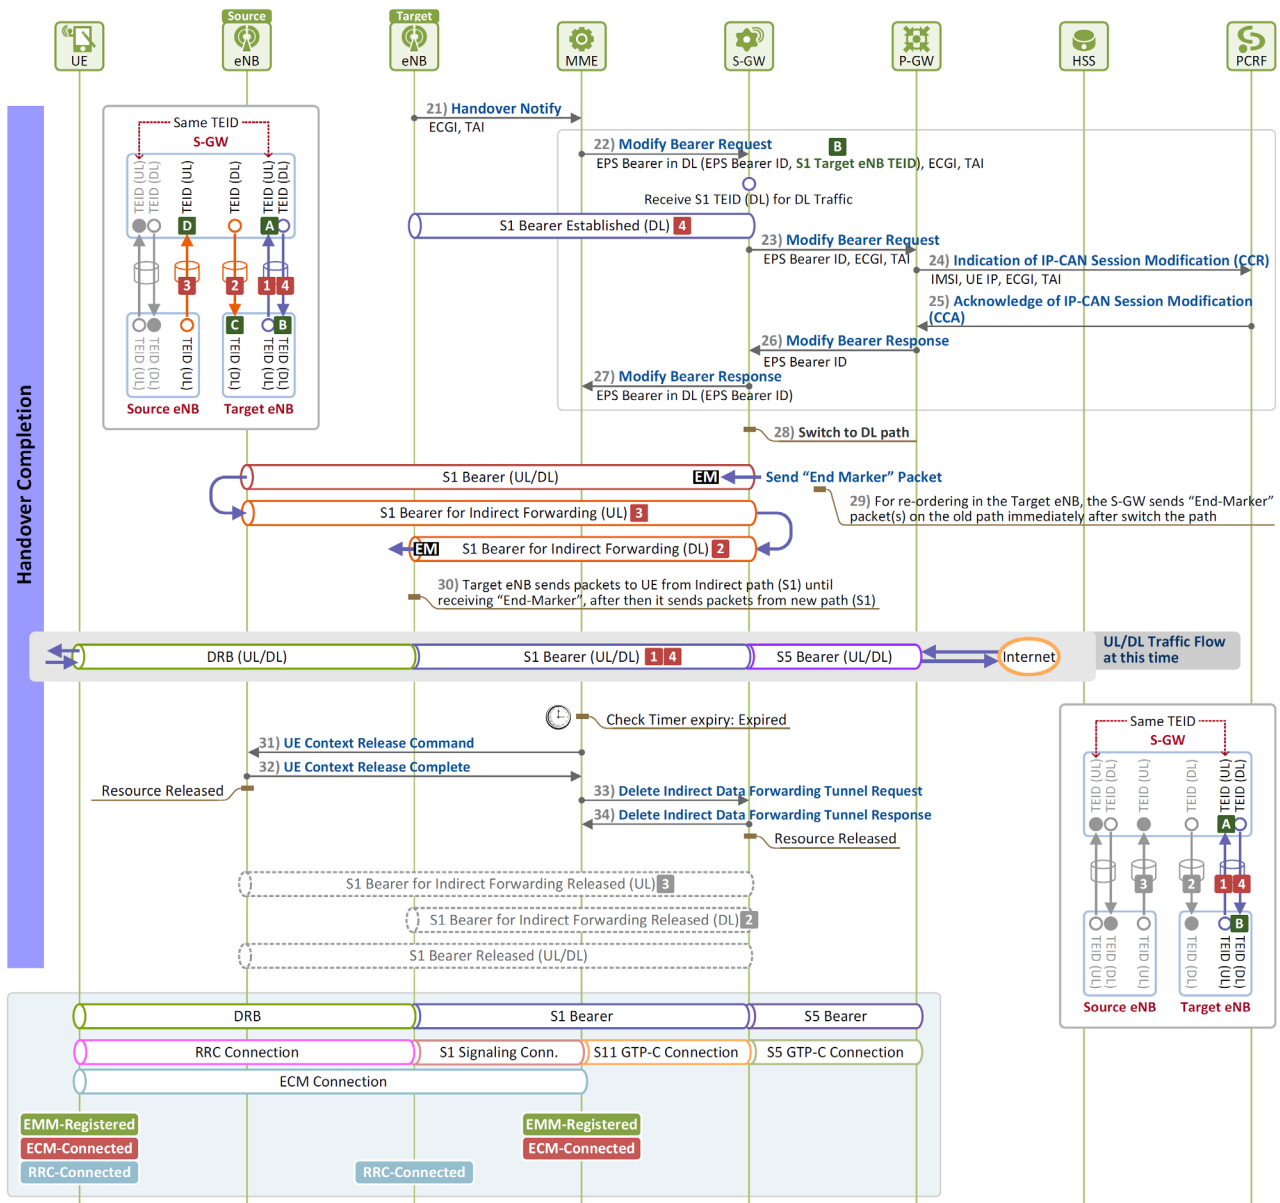 Source
Target
UE
eNB
eNB
MME
S-GW
P-GW
HSS
PCRF
Handover Completion
Same TEID
S-GW
TEID (UL)
TEID (DL)
TEID (UL)
TEID (DL)
TEID (UL)
TEID (DL)
D
A
3
2
1
4
C
B
TEID (UL)
TEID (DL)
TEID (UL)
TEID (DL)
TEID (UL)
TEID (DL)
Source eNB
Target eNB
21) Handover Notify
ECGI, TAI
22) Modify Bearer Request
B
EPS Bearer in DL (EPS Bearer ID, S1 Target eNB TEID), ECGI, TAI
Receive S1 TEID (DL) for DL Traffic
S1 Bearer Established (DL) 4
23) Modify Bearer Request
EPS Bearer ID, ECGI, TAI
24) Indication of IP-CAN Session Modification (CCR)
IMSI, UE IP, ECGI, TAI
25) Acknowledge of IP-CAN Session Modification
(CCA)
26) Modify Bearer Response
EPS Bearer ID
27) Modify Bearer Response
EPS Bearer in DL (EPS Bearer ID)
28) Switch to DL path
S1 Bearer (UL/DL)
EM
Send “End Marker” Packet
29) For re-ordering in the Target eNB, the S-GW sends “End-Marker”
packet(s) on the old path immediately after switch the path
S1 Bearer for Indirect Forwarding (UL) 3
EM
S1 Bearer for Indirect Forwarding (DL) 2
30) Target eNB sends packets to UE from Indirect path (S1) until
receiving “End-Marker”, after then it sends packets from new path (S1)
DRB (UL/DL)
S1 Bearer (UL/DL) 1 4
S5 Bearer (UL/DL)
Internet
UL/DL Traffic Flow
at this time
Check Timer expiry: Expired
31) UE Context Release Command
32) UE Context Release Complete
Resource Released
33) Delete Indirect Data Forwarding Tunnel Request
34) Delete Indirect Data Forwarding Tunnel Response
Resource Released
S1 Bearer for Indirect Forwarding Released (UL) 3
S1 Bearer for Indirect Forwarding Released (DL) 2
S1 Bearer Released (UL/DL)
Same TEID
S-GW
TEID (UL)
TEID (DL)
TEID (UL)
TEID (DL)
TEID (UL)
TEID (DL)
A
3
2
1
4
B
TEID (UL)
TEID (DL)
TEID (UL)
TEID (DL)
TEID (UL)
TEID (DL)
Source eNB
Target eNB
DRB
S1 Bearer
S5 Bearer
RRC Connection
S1 Signaling Conn.
S11 GTP-C Connection
S5 GTP-C Connection
ECM Connection
EMM-Registered
EMM-Registered
ECM-Connected
ECM-Connected
RRC-Connected
RRC-Connected